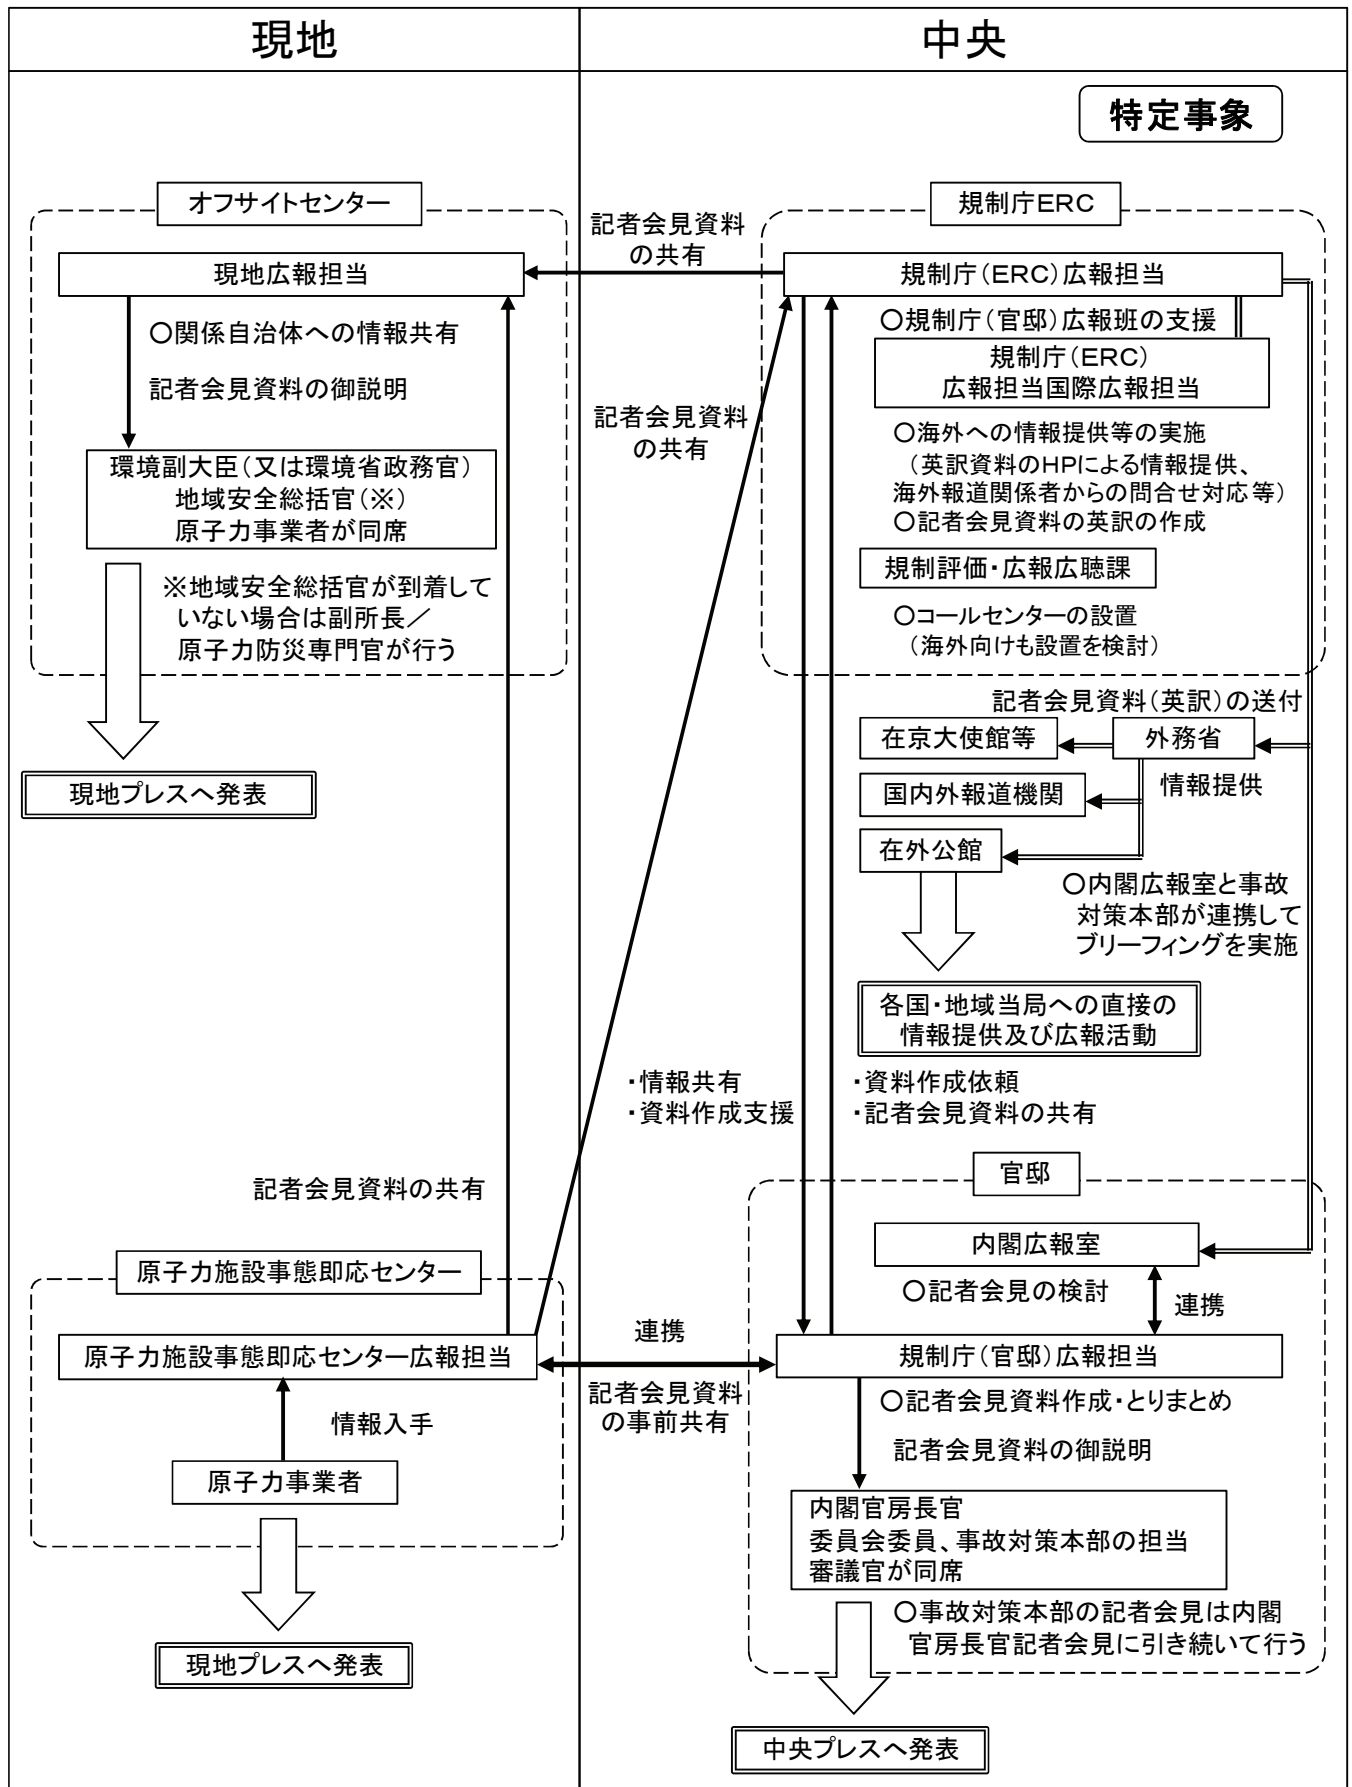 現地
中央
特定事象
オフサイトセンター
現地広報担当
○関係自治体への情報共有
記者会見資料の御説明
環境副大臣（又は環境省政務官）
地域安全総括官（※）
原子力事業者が同席
※地域安全総括官が到着して
いない場合は副所長／
原子力防災専門官が行う
現地プレスへ発表
記者会見資料
の共有
記者会見資料
の共有
規制庁ERC
規制庁（ERC）広報担当
○規制庁（官邸）広報班の支援
規制庁（ERC）
広報担当国際広報担当
○海外への情報提供等の実施
（英訳資料のHPによる情報提供、
海外報道関係者からの問合せ対応等）
○記者会見資料の英訳の作成
規制評価・広報広聴課
○コールセンターの設置
（海外向けも設置を検討）
記者会見資料（英訳）の送付
在京大使館等
外務省
国内外報道機関
情報提供
在外公館
○内閣広報室と事故
対策本部が連携して
ブリーフィングを実施
各国・地域当局への直接の
情報提供及び広報活動
・情報共有
・資料作成支援
・資料作成依頼
・記者会見資料の共有
記者会見資料の共有
原子力施設事態即応センター
原子力施設事態即応センター広報担当
情報入手
原子力事業者
現地プレスへ発表
連携
記者会見資料
の事前共有
官邸
内閣広報室
○記者会見の検討
連携
規制庁（官邸）広報担当
○記者会見資料作成・とりまとめ
記者会見資料の御説明
内閣官房長官
委員会委員、事故対策本部の担当
審議官が同席
○事故対策本部の記者会見は内閣
官房長官記者会見に引き続いて行う
中央プレスへ発表